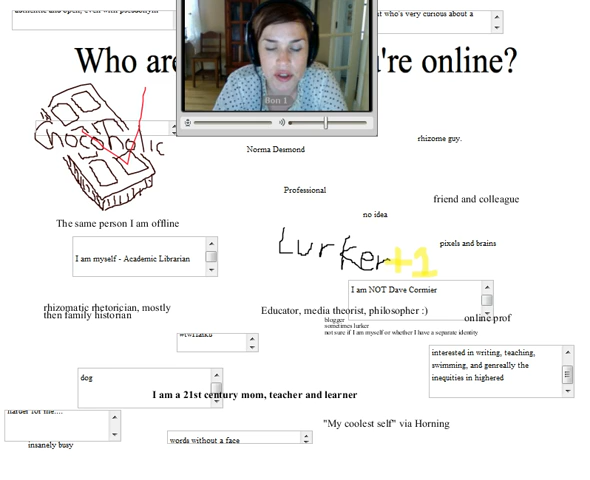 authentic and open, even with pseudonym
who's very curious about a
Who are
're online?
Bon 1
Chocoholic
Norma Desmond
rhizome guy.
Professional
friend and colleague
no idea
The same person I am offline
Lurker+1
pixels and brains
I am myself - Academic Librarian
I am NOT Dave Cormier
rhizomatic rhetorician, mostly
then family historian
Educator, media theorist, philosopher :)
online prof
blogger
sometimes lurker
not sure if I am myself or whether I have a separate identity
interested in writing, teaching,
swimming, and genreally the
inequities in highered
dog
I am a 21st century mom, teacher and learner
harder for me....
"My coolest self" via Horning
words without a face
insanely busy